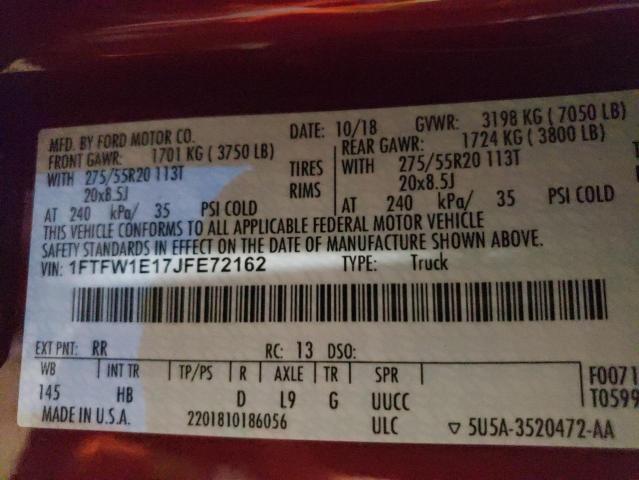 MFD. BY FORD MOTOR CO. DATE: 10/18 GVWR: 3198 KG (7050 LB)
FRONT GAWR: 1701 KG (3750 LB) REAR GAWR: 1724 KG (3800 LB)
WITH 275/55R20 113T TIRES WITH 275/55R20 113T
20x8.5J RIMS 20x8.5J
AT 240 kPa/ 35 PSI COLD AT 240 kPa/ 35 PSI COLD
THIS VEHICLE CONFORMS TO ALL APPLICABLE FEDERAL MOTOR VEHICLE
SAFETY STANDARDS IN EFFECT ON THE DATE OF MANUFACTURE SHOWN ABOVE.
VIN: 1FTFW1E17JFE72162 TYPE: Truck
EXT PNT: RR RC: 13 DSO:
WB INT TR TP/PS R AXLE TR SPR
145 HB D L9 G UUCC
F0071
T0599
MADE IN U.S.A. 2201810186056 ULC ▽ 5U5A-3520472-AA